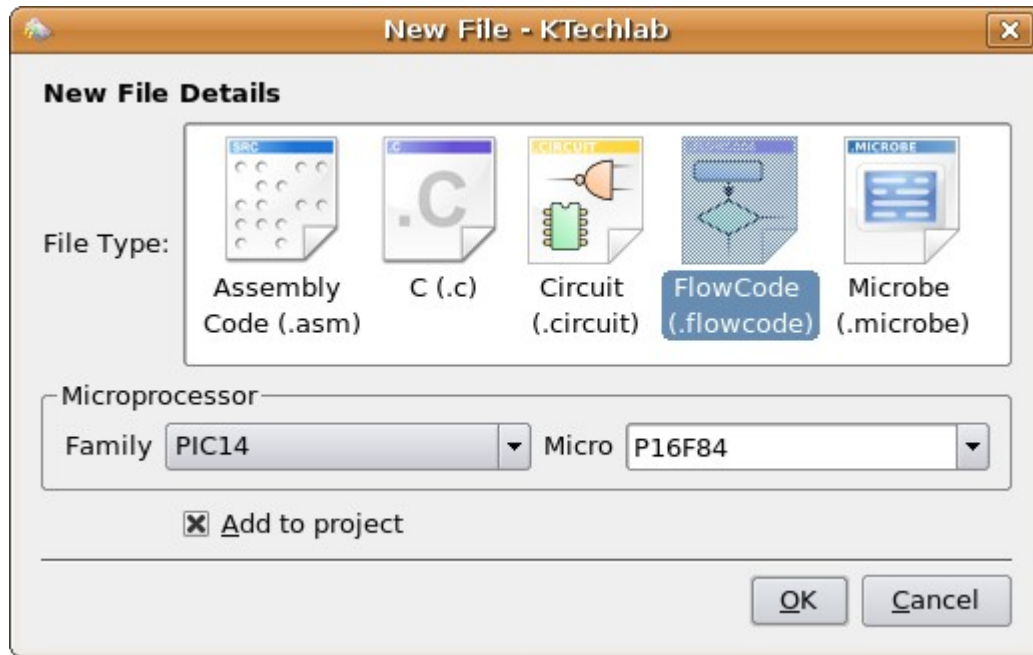 New File - KTechlab
New File Details
File Type:
SRC
.C
.CIRCUIT
.MICROBE
.C
Assembly
Code (.asm)
C (.c)
Circuit
(.circuit)
FlowCode
(.flowcode)
Microbe
(.microbe)
Microprocessor
Family PIC14 Micro P16F84
Add to project
OK Cancel